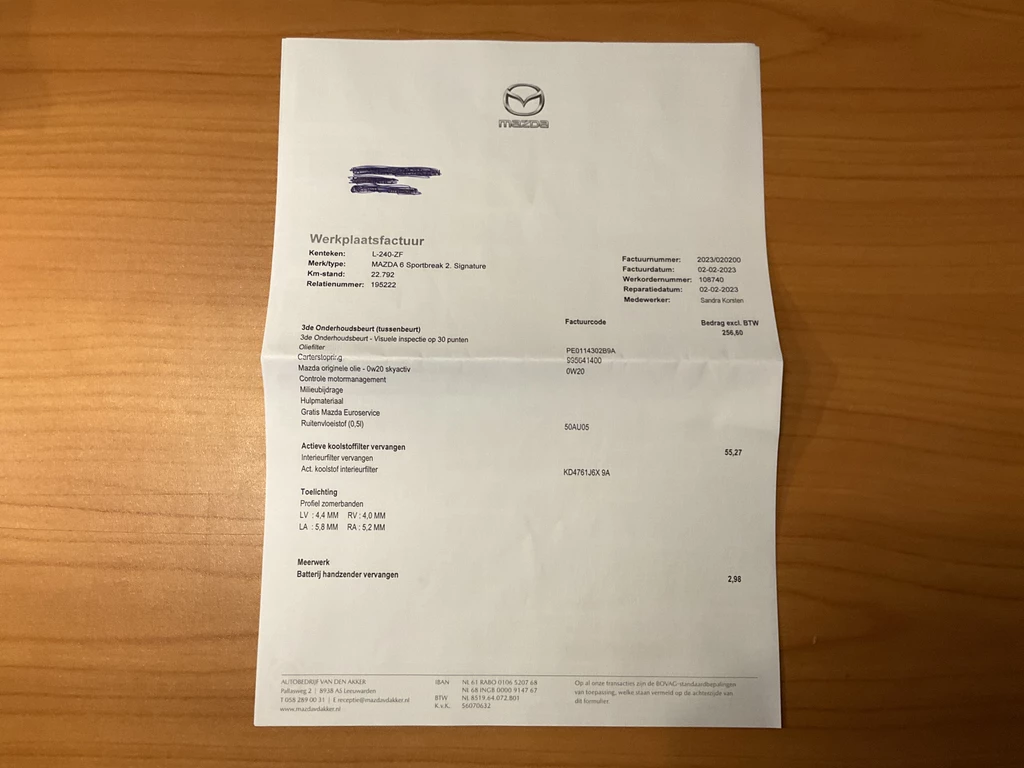 mazda
Werkplaatsfactuur
Kenteken: L-240-ZF
Merk/type: MAZDA 6 Sportbreak 2. Signature
Km-stand: 22.792
Relatienummer: 195222
Factuurnummer: 2023/020200
Factuurdatum: 02-02-2023
Werkordernummer: 108740
Reparatiedatum: 02-02-2023
Medewerker: Sandra Korsten
Factuurcode Bedrag excl. BTW
3de Onderhoudsbeurt (tussenbeurt) 256,60
3de Onderhoudsbeurt - Visuele inspectie op 30 punten
Oliefilter PE0114302B9A
Carterstopring 995641400
Mazda originele olie - 0w20 skyactiv 0W20
Controle motormanagement
Milieubijdrage
Hulpmateriaal
Gratis Mazda Euroservice
Ruitenvloeistof (0,5l) 50AU05
Actieve koolstoffilter vervangen 55,27
Interieurfilter vervangen
Act. koolstof interieurfilter KD4761J6X 9A
Toelichting
Profiel zomerbanden
LV : 4,4 MM RV : 4,0 MM
LA : 5,8 MM RA : 5,2 MM
Meerwerk
Batterij handzender vervangen 2,98
AUTOBEDRIJF VAN DEN AKKER
Pallasweg 2 | 8938 AS Leeuwarden
T 058 289 00 31 | E receptie@mazdavdakker.nl
www.mazdavdakker.nl
IBAN NL 61 RABO 0106 5207 68
NL 68 INGB 0000 9147 67
BTW NL 8519.64.072.B01
K.v.K. 56070632
Op al onze transacties zijn de BOVAG-standaardbepalingen
van toepassing, welke staan vermeld op de achterzijde van
dit formulier.